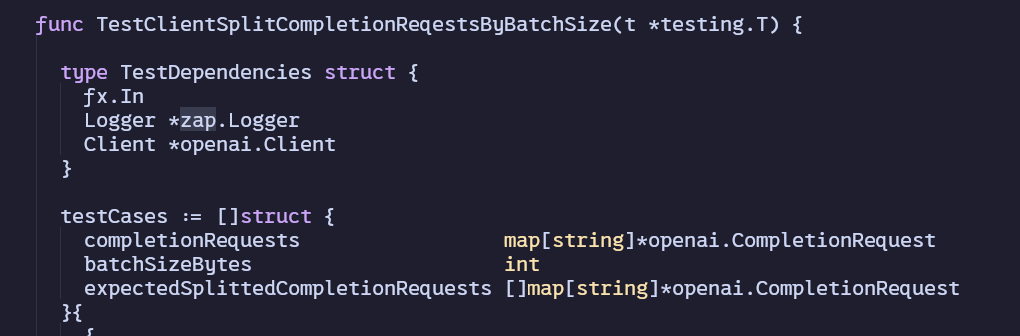 func TestClientSplitCompletionReqestsByBatchSize(t *testing.T) {
type TestDependencies struct {
fx.In
Logger *zap.Logger
Client *openai.Client
}
testCases := []struct {
completionRequests map[string]*openai.CompletionRequest
batchSizeBytes int
expectedSplittedCompletionRequests []map[string]*openai.CompletionRequest
}{
{